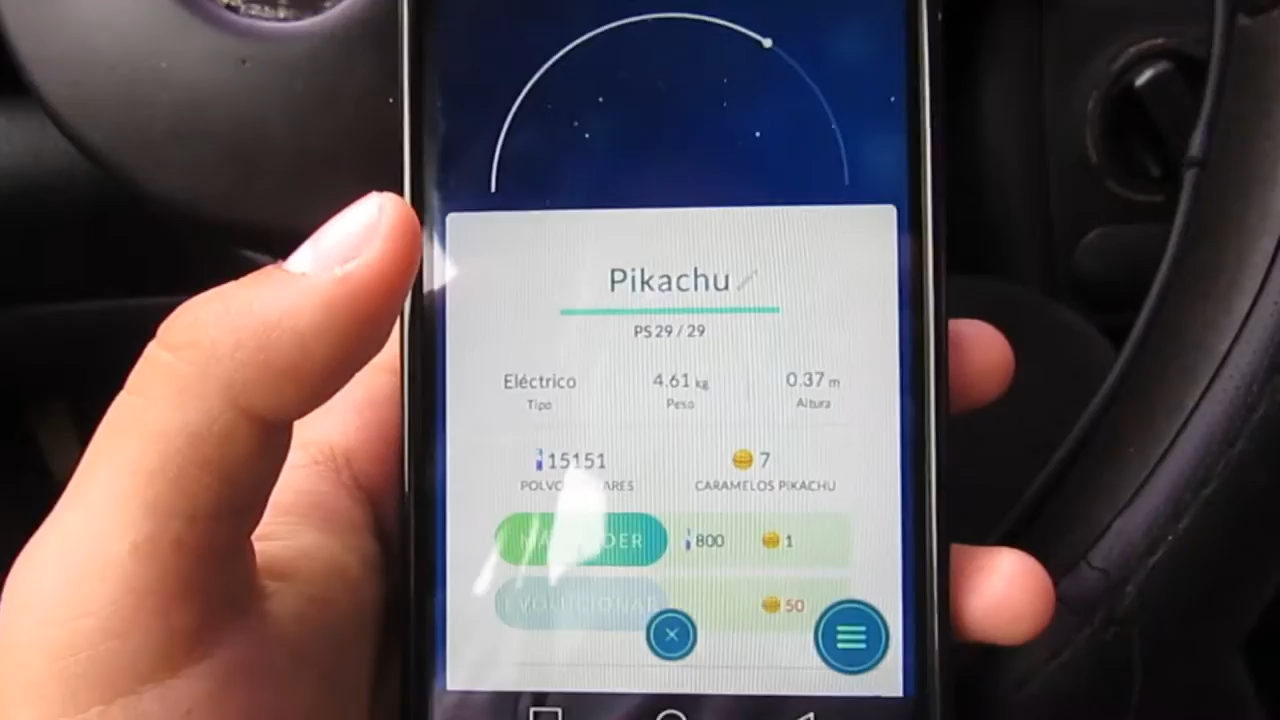 Pikachu
PS 29 / 29
Eléctrico 4.61 kg 0.37 m
Tipo Peso Altura
15151 7
CARAMELOS PIKACHU
800 1
EVOLUCIONAR 50